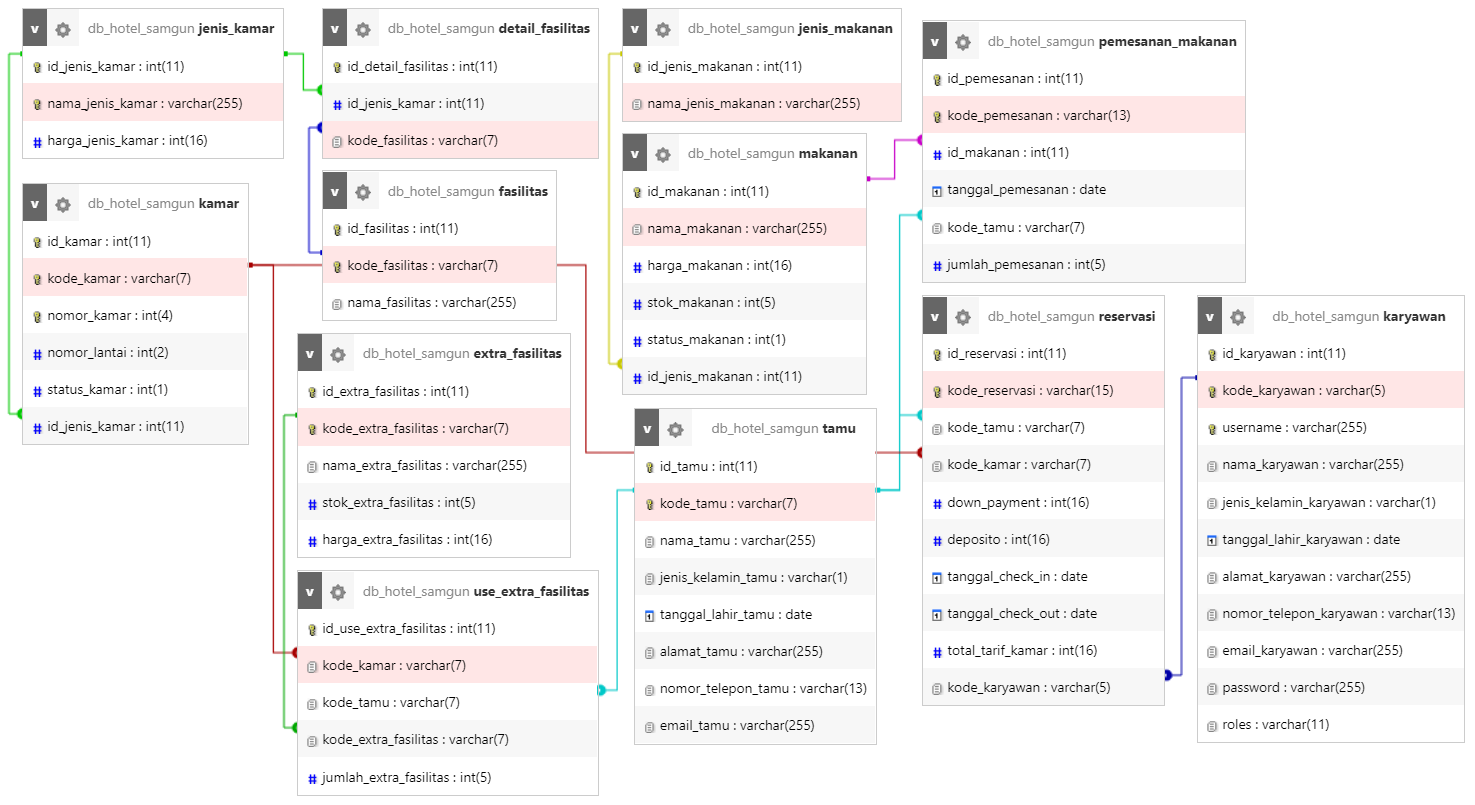 v db_hotel_samgun jenis_kamar
id_jenis_kamar : int(11)
nama_jenis_kamar : varchar(255)
# harga_jenis_kamar : int(16)
v db_hotel_samgun kamar
id_kamar : int(11)
kode_kamar : varchar(7)
nomor_kamar : int(4)
# nomor_lantai : int(2)
# status_kamar : int(1)
# id_jenis_kamar : int(11)
v db_hotel_samgun detail_fasilitas
id_detail_fasilitas : int(11)
# id_jenis_kamar : int(11)
kode_fasilitas : varchar(7)
v db_hotel_samgun fasilitas
id_fasilitas : int(11)
kode_fasilitas : varchar(7)
nama_fasilitas : varchar(255)
v db_hotel_samgun extra_fasilitas
id_extra_fasilitas : int(11)
kode_extra_fasilitas : varchar(7)
nama_extra_fasilitas : varchar(255)
# stok_extra_fasilitas : int(5)
# harga_extra_fasilitas : int(16)
v db_hotel_samgun use_extra_fasilitas
id_use_extra_fasilitas : int(11)
kode_kamar : varchar(7)
kode_tamu : varchar(7)
kode_extra_fasilitas : varchar(7)
# jumlah_extra_fasilitas : int(5)
v db_hotel_samgun jenis_makanan
id_jenis_makanan : int(11)
nama_jenis_makanan : varchar(255)
v db_hotel_samgun makanan
id_makanan : int(11)
nama_makanan : varchar(255)
# harga_makanan : int(16)
# stok_makanan : int(5)
# status_makanan : int(1)
# id_jenis_makanan : int(11)
v db_hotel_samgun tamu
id_tamu : int(11)
kode_tamu : varchar(7)
nama_tamu : varchar(255)
jenis_kelamin_tamu : varchar(1)
tanggal_lahir_tamu : date
alamat_tamu : varchar(255)
nomor_telepon_tamu : varchar(13)
email_tamu : varchar(255)
v db_hotel_samgun pemesanan_makanan
id_pemesanan : int(11)
kode_pemesanan : varchar(13)
# id_makanan : int(11)
tanggal_pemesanan : date
kode_tamu : varchar(7)
# jumlah_pemesanan : int(5)
v db_hotel_samgun reservasi
id_reservasi : int(11)
kode_reservasi : varchar(15)
kode_tamu : varchar(7)
kode_kamar : varchar(7)
# down_payment : int(16)
# deposito : int(16)
tanggal_check_in : date
tanggal_check_out : date
# total_tarif_kamar : int(16)
kode_karyawan : varchar(5)
v db_hotel_samgun karyawan
id_karyawan : int(11)
kode_karyawan : varchar(5)
username : varchar(255)
nama_karyawan : varchar(255)
jenis_kelamin_karyawan : varchar(1)
tanggal_lahir_karyawan : date
alamat_karyawan : varchar(255)
nomor_telepon_karyawan : varchar(13)
email_karyawan : varchar(255)
password : varchar(255)
roles : varchar(11)